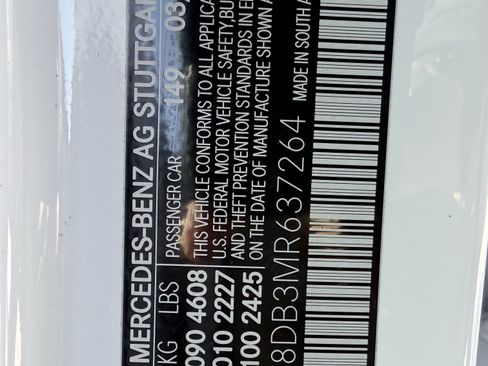 MERCEDES-BENZ AG STUTTGAR
KG LBS PASSENGER CAR 149 03
090 4608 THIS VEHICLE CONFORMS TO ALL APPLICA
010 2227 U.S. FEDERAL MOTOR VEHICLE SAFETY, BU
100 2425 AND THEFT PREVENTION STANDARDS IN E
ON THE DATE OF MANUFACTURE SHOWN A
8DB3MR637264 MADE IN SOUTH A